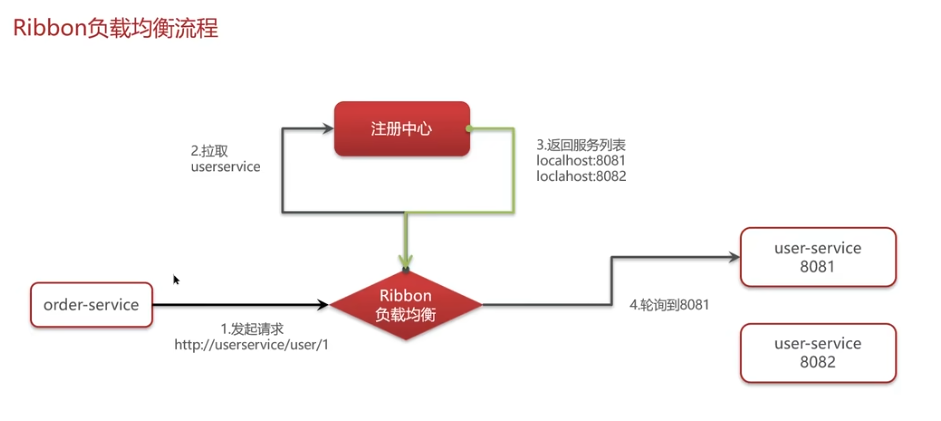 Ribbon负载均衡流程
注册中心
2.拉取
userservice
3.返回服务列表
localhost:8081
loclahost:8082
order-service
1.发起请求
http://userservice/user/1
Ribbon
负载均衡
4.轮询到8081
user-service
8081
user-service
8082